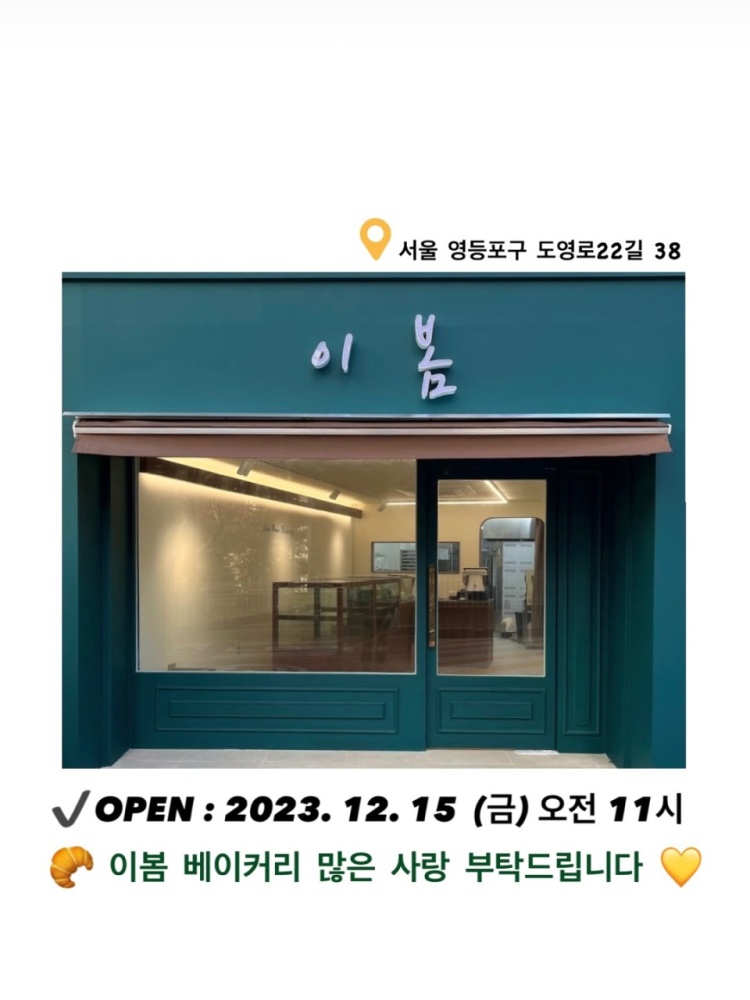 서울 영등포구 도영로22길 38
이 봄
OPEN : 2023. 12. 15 (금) 오전 11시
이봄 베이커리 많은 사랑 부탁드립니다